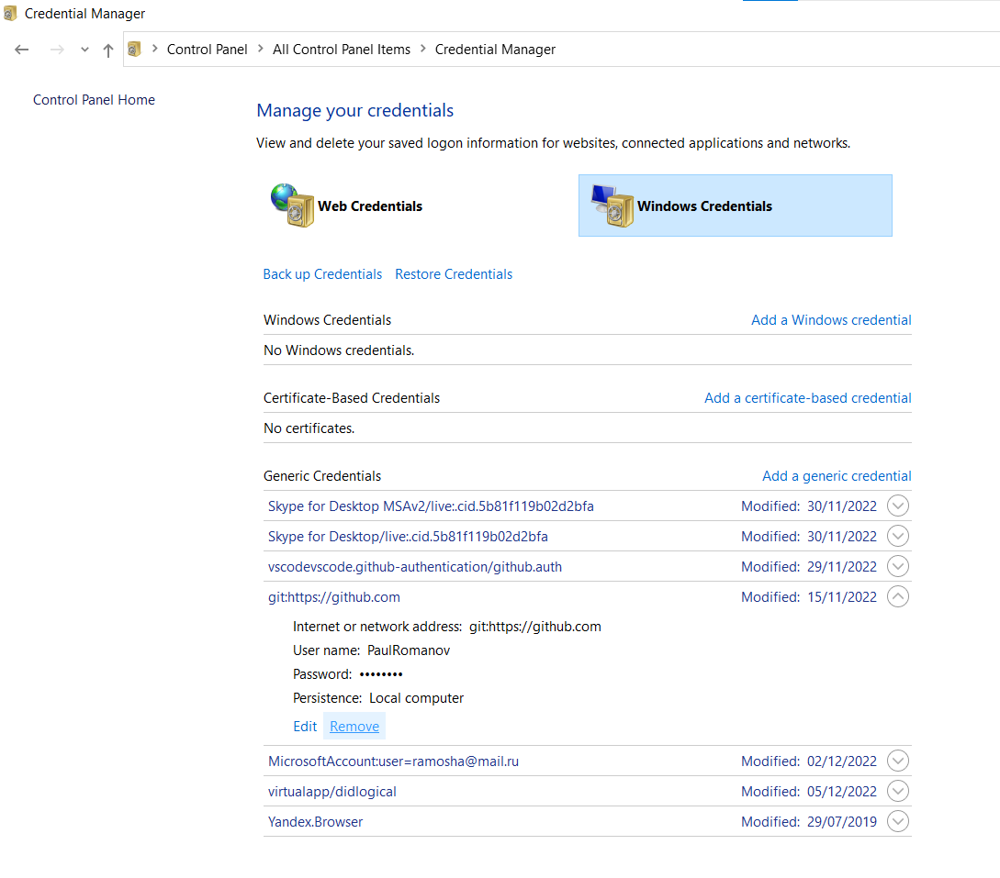 Credential Manager
Control Panel > All Control Panel Items > Credential Manager
Control Panel Home
Manage your credentials
View and delete your saved logon information for websites, connected applications and networks.
Web Credentials
Windows Credentials
Back up Credentials Restore Credentials
Windows Credentials Add a Windows credential
No Windows credentials.
Certificate-Based Credentials Add a certificate-based credential
No certificates.
Generic Credentials Add a generic credential
Skype for Desktop MSAv2/live:.cid.5b81f119b02d2bfa Modified: 30/11/2022
Skype for Desktop/live:.cid.5b81f119b02d2bfa Modified: 30/11/2022
vscodevscode.github-authentication/github.auth Modified: 29/11/2022
git:https://github.com Modified: 15/11/2022
Internet or network address: git:https://github.com
User name: PaulRomanov
Password: ••••••••
Persistence: Local computer
Edit Remove
MicrosoftAccount:user=ramosha@mail.ru Modified: 02/12/2022
virtualapp/didlogical Modified: 05/12/2022
Yandex.Browser Modified: 29/07/2019